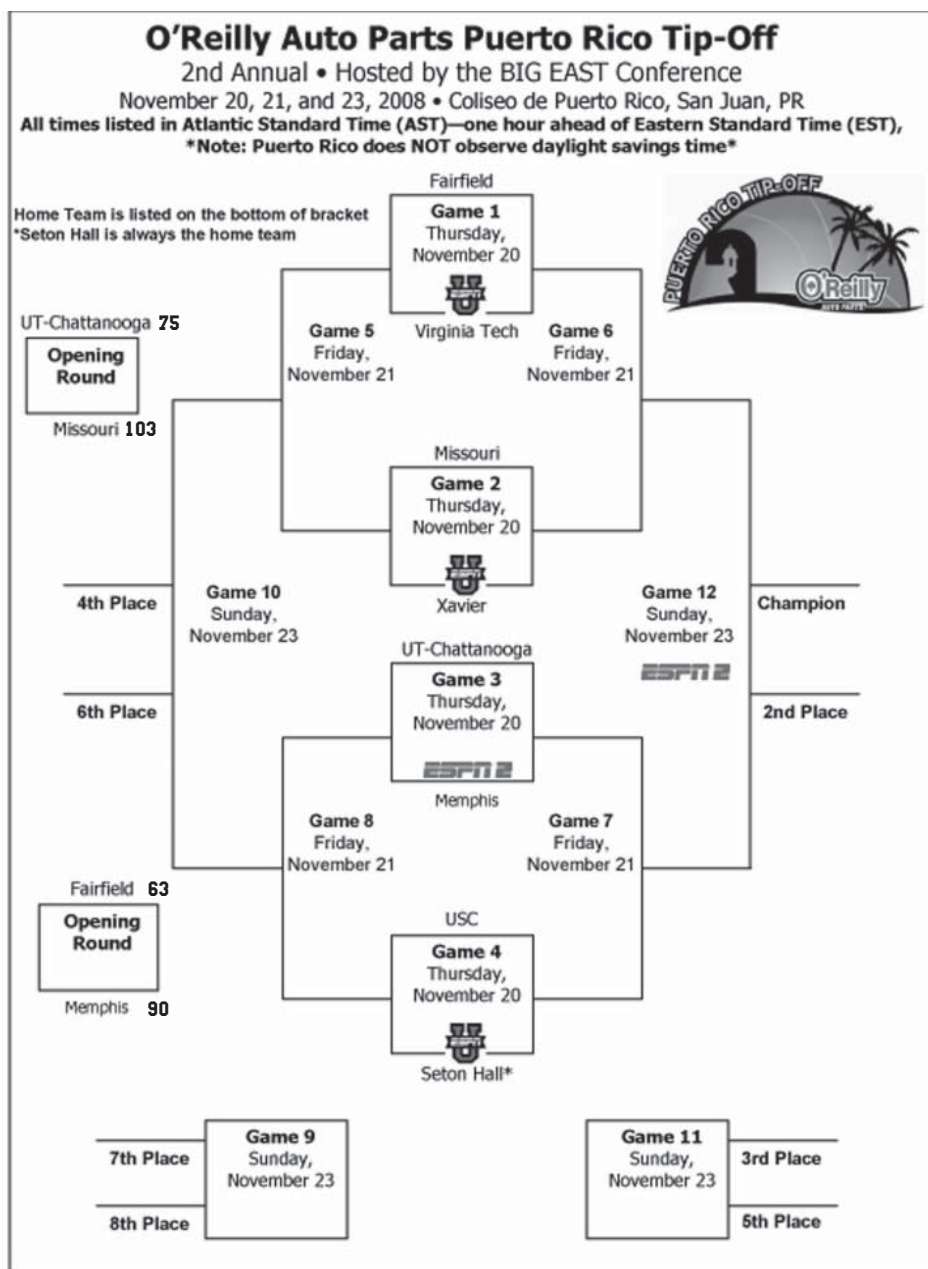 O'Reilly Auto Parts Puerto Rico Tip-Off
2nd Annual • Hosted by the BIG EAST Conference
November 20, 21, and 23, 2008 • Coliseo de Puerto Rico, San Juan, PR
All times listed in Atlantic Standard Time (AST)—one hour ahead of Eastern Standard Time (EST),
*Note: Puerto Rico does NOT observe daylight savings time*
Home Team is listed on the bottom of bracket
*Seton Hall is always the home team
PUERTO RICO TIP-OFF
O'Reilly
AUTO PARTS
Fairfield
Game 1
Thursday,
November 20
U
Virginia Tech
UT-Chattanooga 75
Opening
Round
Missouri 103
Game 5
Friday,
November 21
Game 6
Friday,
November 21
Missouri
Game 2
Thursday,
November 20
U
Xavier
4th Place
Game 10
Sunday,
November 23
6th Place
Game 12
Sunday,
November 23
ESPN 2
Champion
2nd Place
UT-Chattanooga
Game 3
Thursday,
November 20
ESPN 2
Memphis
Game 8
Friday,
November 21
Game 7
Friday,
November 21
Fairfield 63
Opening
Round
Memphis 90
USC
Game 4
Thursday,
November 20
U
Seton Hall*
7th Place
8th Place
Game 9
Sunday,
November 23
Game 11
Sunday,
November 23
3rd Place
5th Place